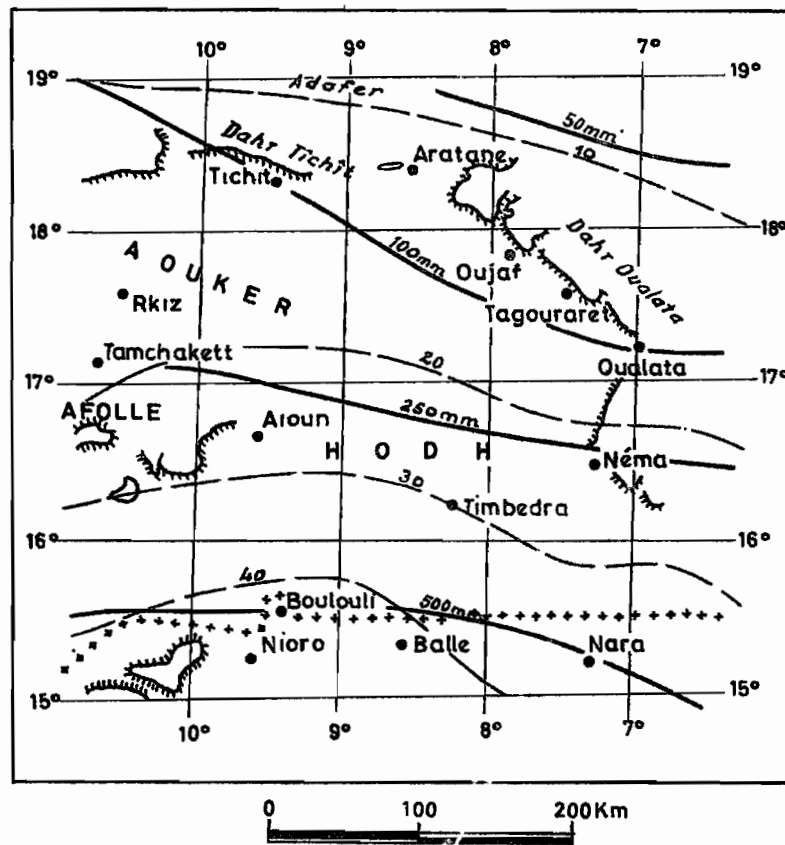 10° 9° 8° 7°
19° 19°
Adafer
50mm
10
Dahr Tichît
Aratane
Tichit
18° 18°
Dahr Oualata
100mm
Oujaf
A O U K E R
Rkiz
Tagouraret
Tamchakett
Oualata
20
17° 17°
AFOLLE
250mm
Aïoun
H O D H
Néma
30
Timbedra
16° 16°
40
Boulouli
500mm
Nioro
Balle
Nara
15° 15°
10° 9° 8° 7°
0 100 200Km